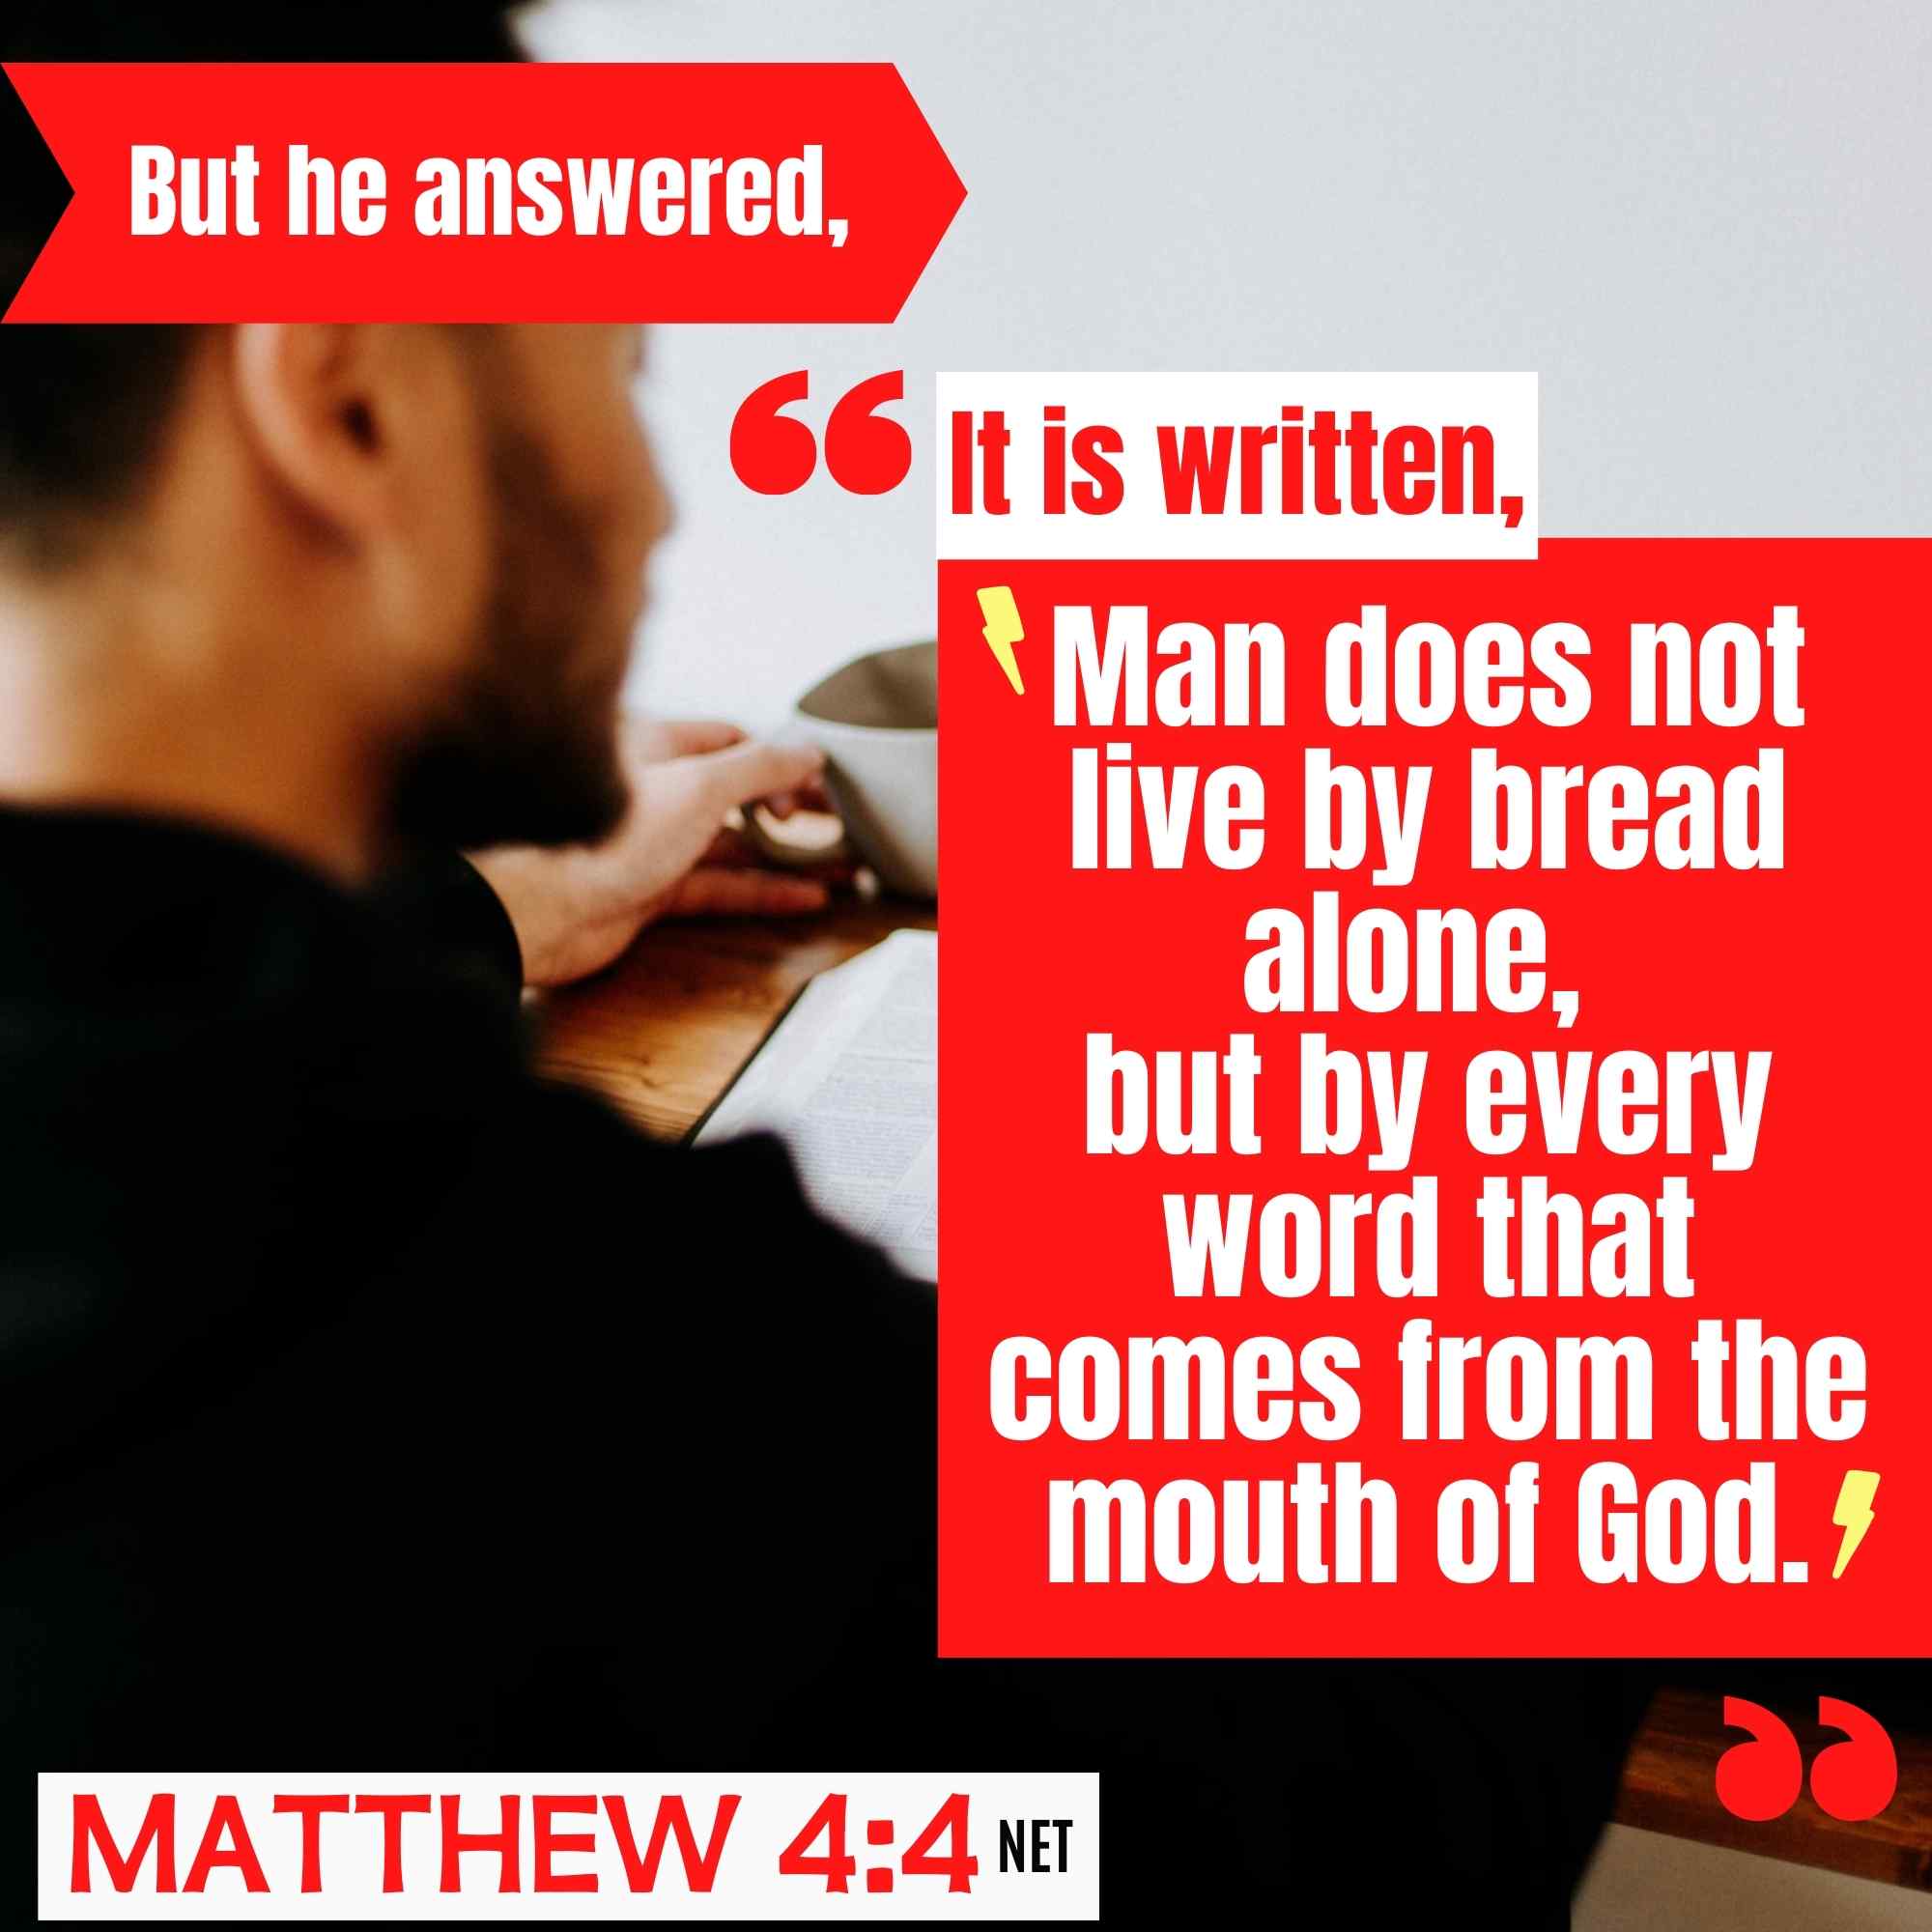 But he answered,
“ It is written,
Man does not
live by bread
alone,
but by every
word that
comes from the
mouth of God.
”
MATTHEW 4:4 NET